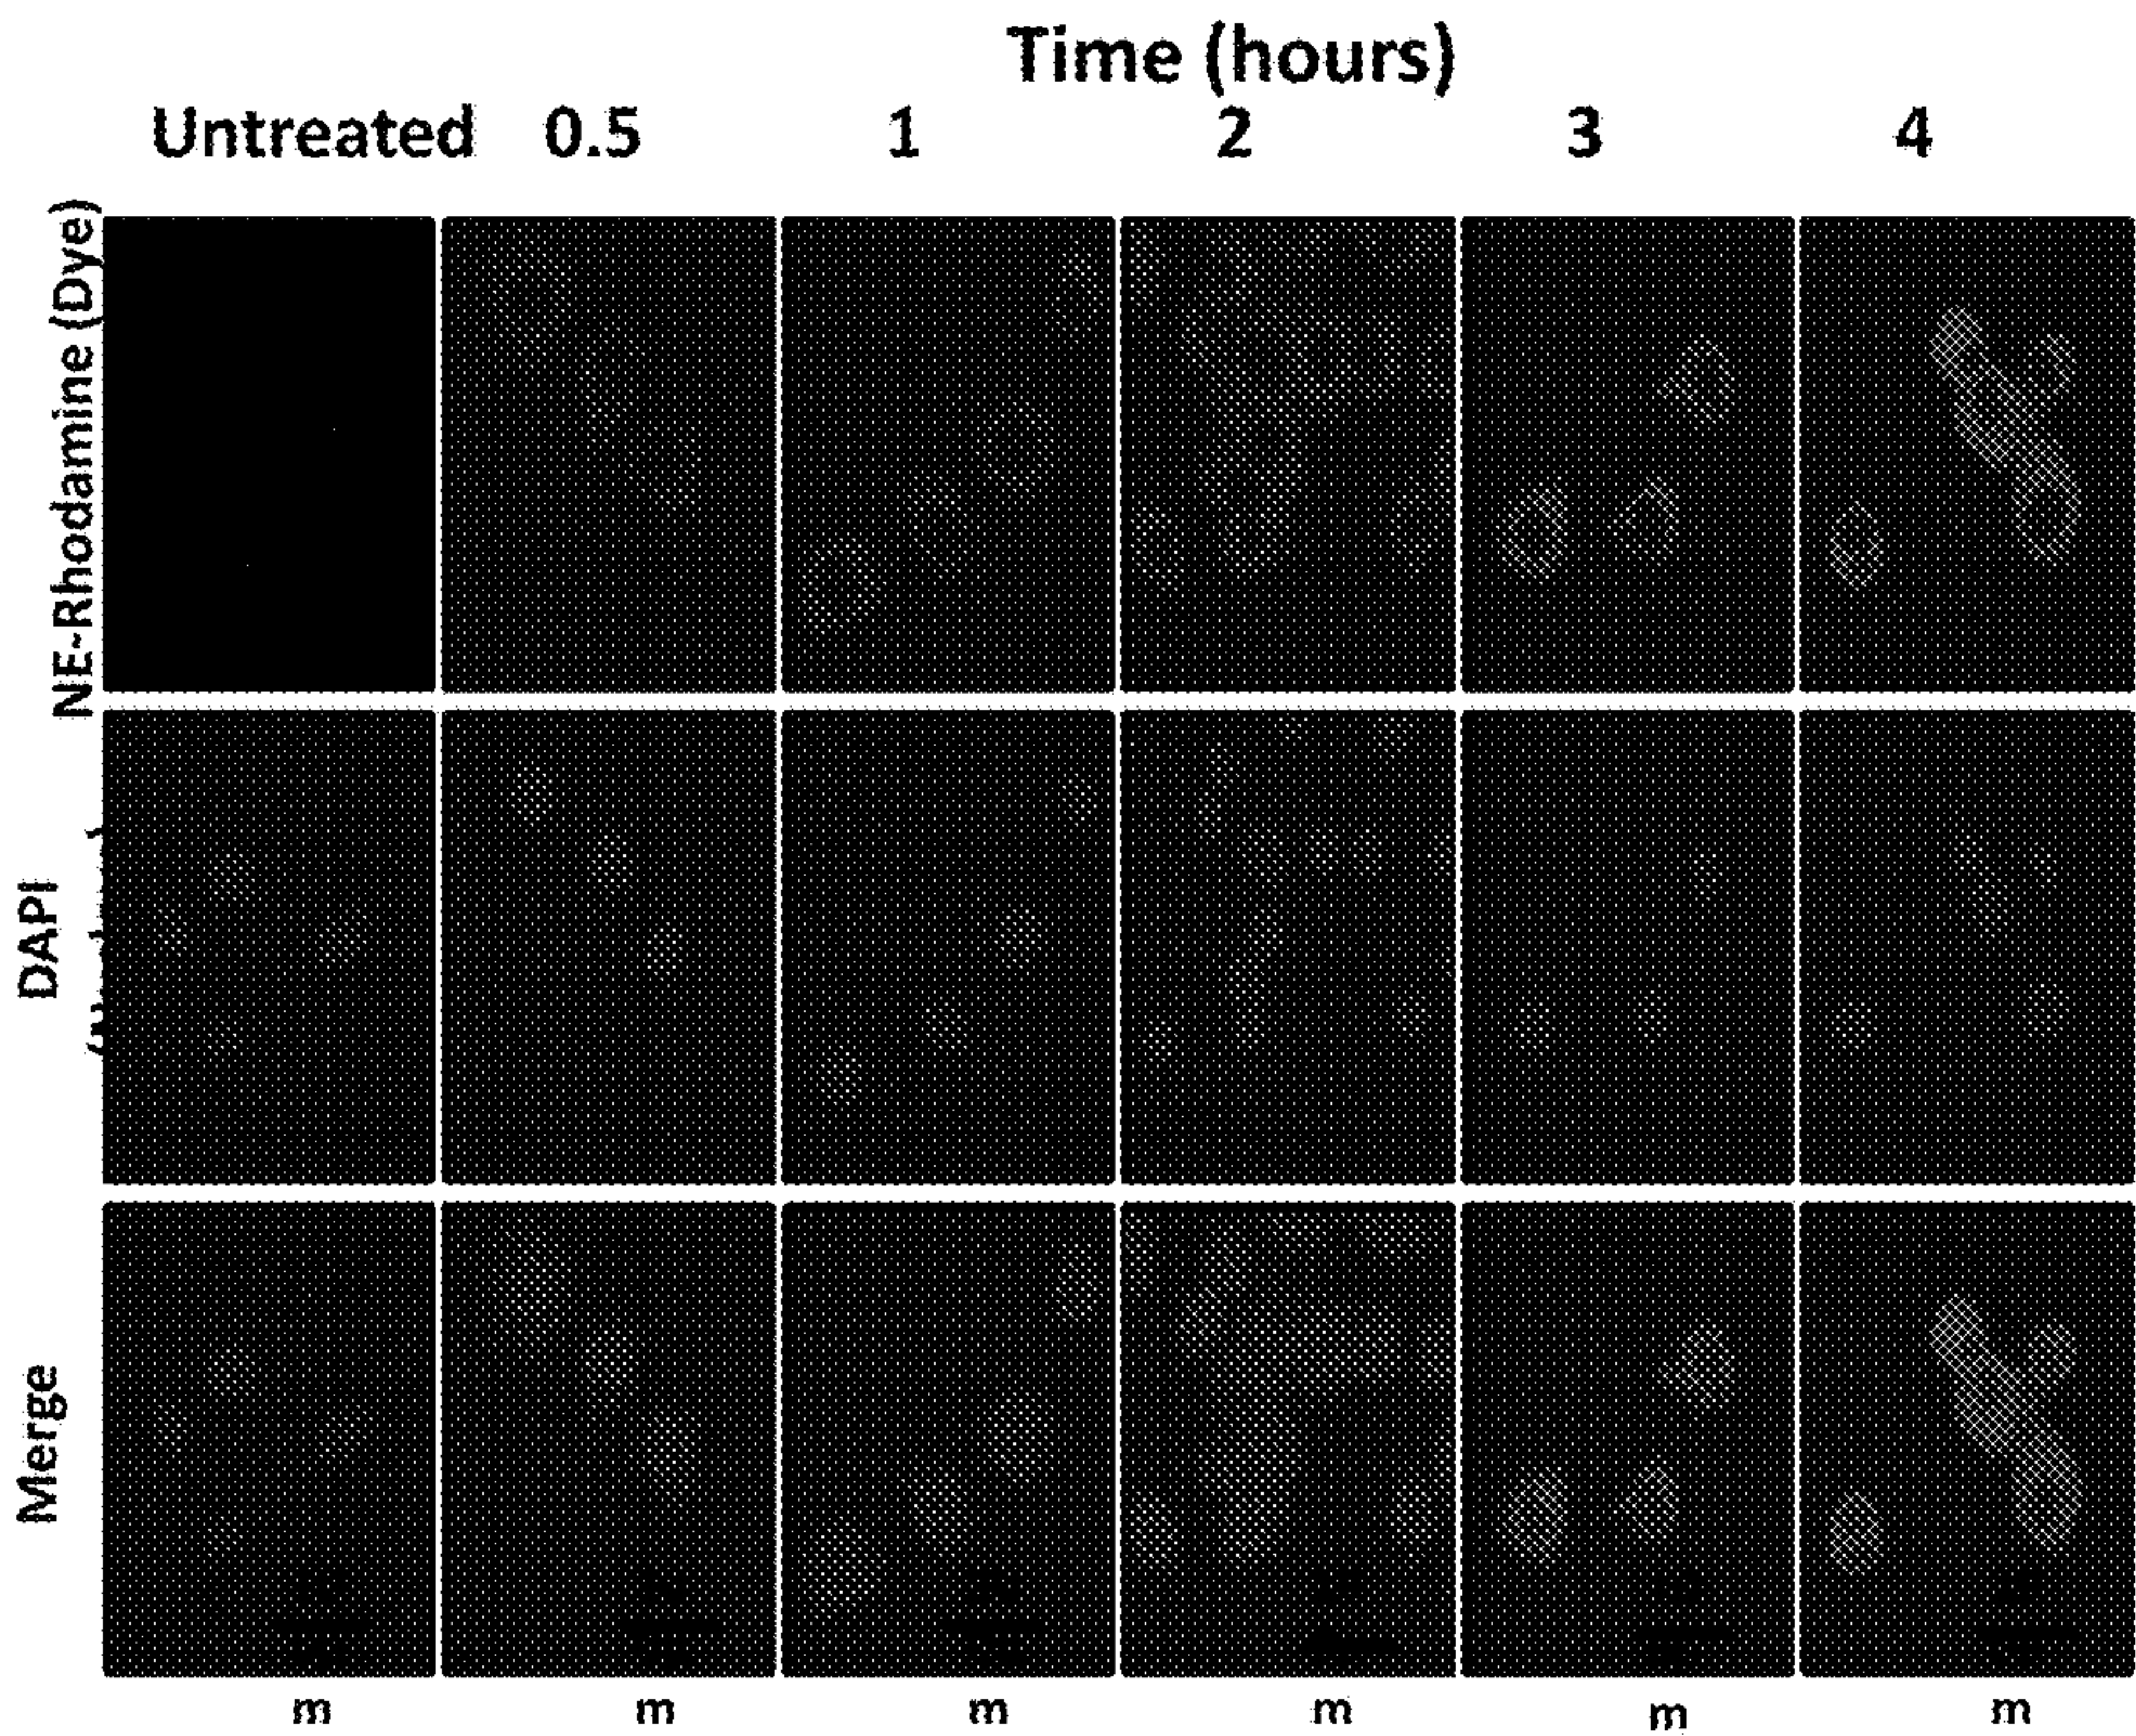 Time (hours)
Untreated 0.5 1 2 3 4
NE-Rhodamine (Dye)
DAPI
Merge
m m m m m m